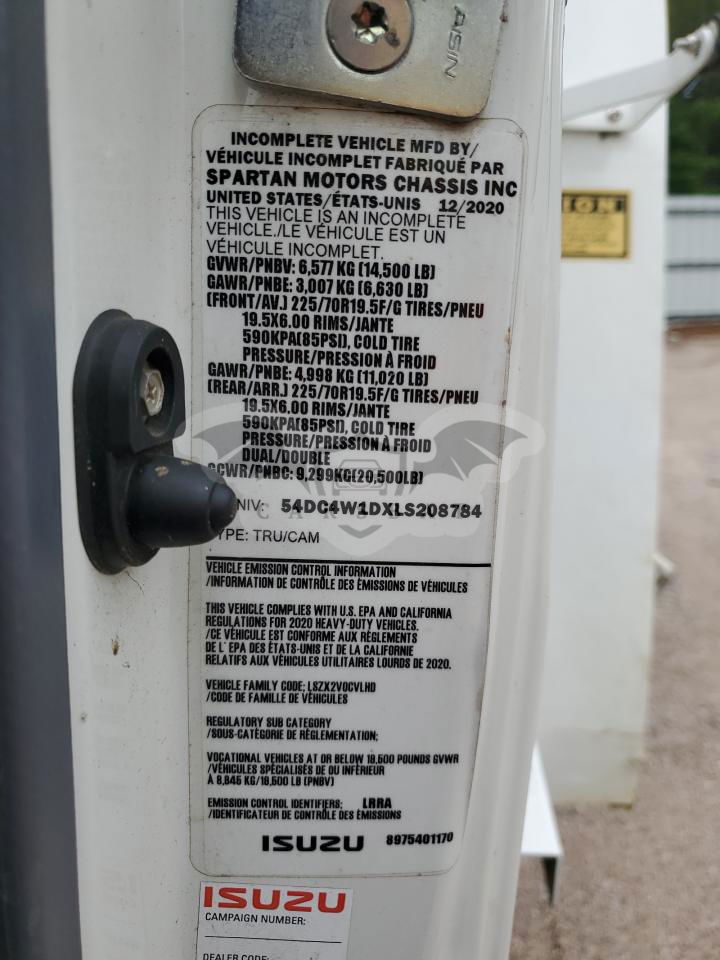 AISIN
INCOMPLETE VEHICLE MFD BY/
VÉHICULE INCOMPLET FABRIQUÉ PAR
SPARTAN MOTORS CHASSIS INC
UNITED STATES/ÉTATS-UNIS 12/2020
THIS VEHICLE IS AN INCOMPLETE
VEHICLE./LE VÉHICULE EST UN
VÉHICULE INCOMPLET.
GVWR/PNBV: 6,577 KG (14,500 LB)
GAWR/PNBE: 3,007 KG (6,630 LB)
(FRONT/AV.) 225/70R19.5F/G TIRES/PNEU
19.5X6.00 RIMS/JANTE
590KPA(85PSI), COLD TIRE
PRESSURE/PRESSION À FROID
GAWR/PNBE: 4,998 KG (11,020 LB)
(REAR/ARR.) 225/70R19.5F/G TIRES/PNEU
19.5X6.00 RIMS/JANTE
590KPA(85PSI), COLD TIRE
PRESSURE/PRESSION À FROID
DUAL/DOUBLE
GCWR/PNBC: 9,299KG(20,500LB)
NIV: 54DC4W1DXLS208784
TYPE: TRU/CAM
VEHICLE EMISSION CONTROL INFORMATION
/INFORMATION DE CONTRÔLE DES ÉMISSIONS DE VÉHICULES
THIS VEHICLE COMPLIES WITH U.S. EPA AND CALIFORNIA
REGULATIONS FOR 2020 HEAVY-DUTY VEHICLES.
/CE VÉHICULE EST CONFORME AUX RÈGLEMENTS
DE L' EPA DES ÉTATS-UNIS ET DE LA CALIFORNIE
RELATIFS AUX VÉHICULES UTILITAIRES LOURDS DE 2020.
VEHICLE FAMILY CODE: LSZX2VOCVLHD
/CODE DE FAMILLE DE VÉHICULES
REGULATORY SUB CATEGORY
/SOUS-CATÉGORIE DE RÉGLEMENTATION:
VOCATIONAL VEHICLES AT OR BELOW 19,500 POUNDS GVWR
/VÉHICULES SPÉCIALISÉS DE OU INFÉRIEUR
À 8,845 KG/19,500 LB (PNBV)
EMISSION CONTROL IDENTIFIERS: LRRA
/IDENTIFICATEUR DE CONTRÔLE DES ÉMISSIONS
ISUZU 8975401170
ISUZU
CAMPAIGN NUMBER:
DEALER CODE: